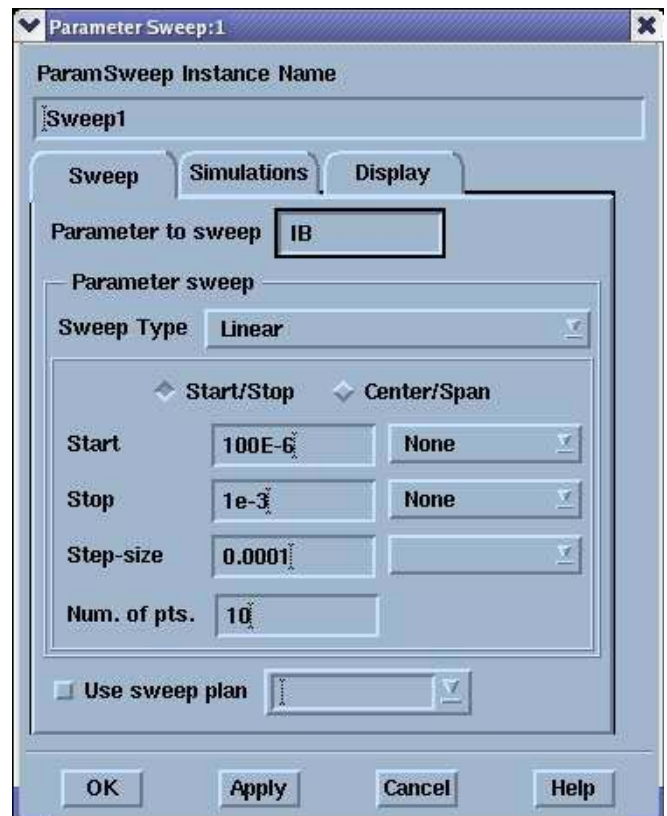 Parameter Sweep:1
ParamSweep Instance Name
Sweep1
Sweep Simulations Display
Parameter to sweep IB
Parameter sweep
Sweep Type Linear
Start/Stop Center/Span
Start 100E-6 None
Stop 1e-3 None
Step-size 0.0001
Num. of pts. 10
Use sweep plan
OK Apply Cancel Help